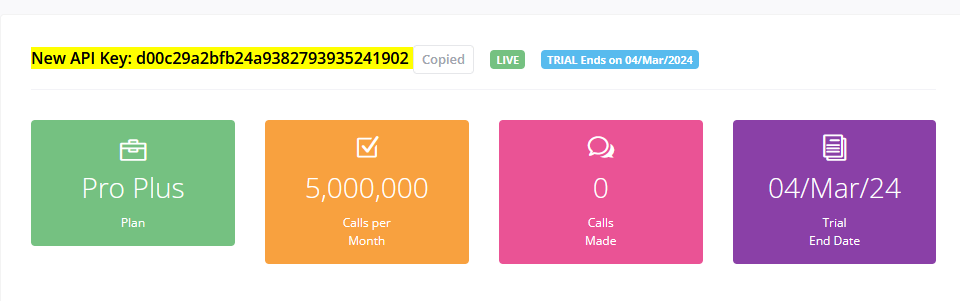 New API Key: d00c29a2bfb24a9382793935241902 Copied LIVE TRIAL Ends on 04/Mar/2024
Pro Plus
Plan
5,000,000
Calls per
Month
0
Calls
Made
04/Mar/24
Trial
End Date